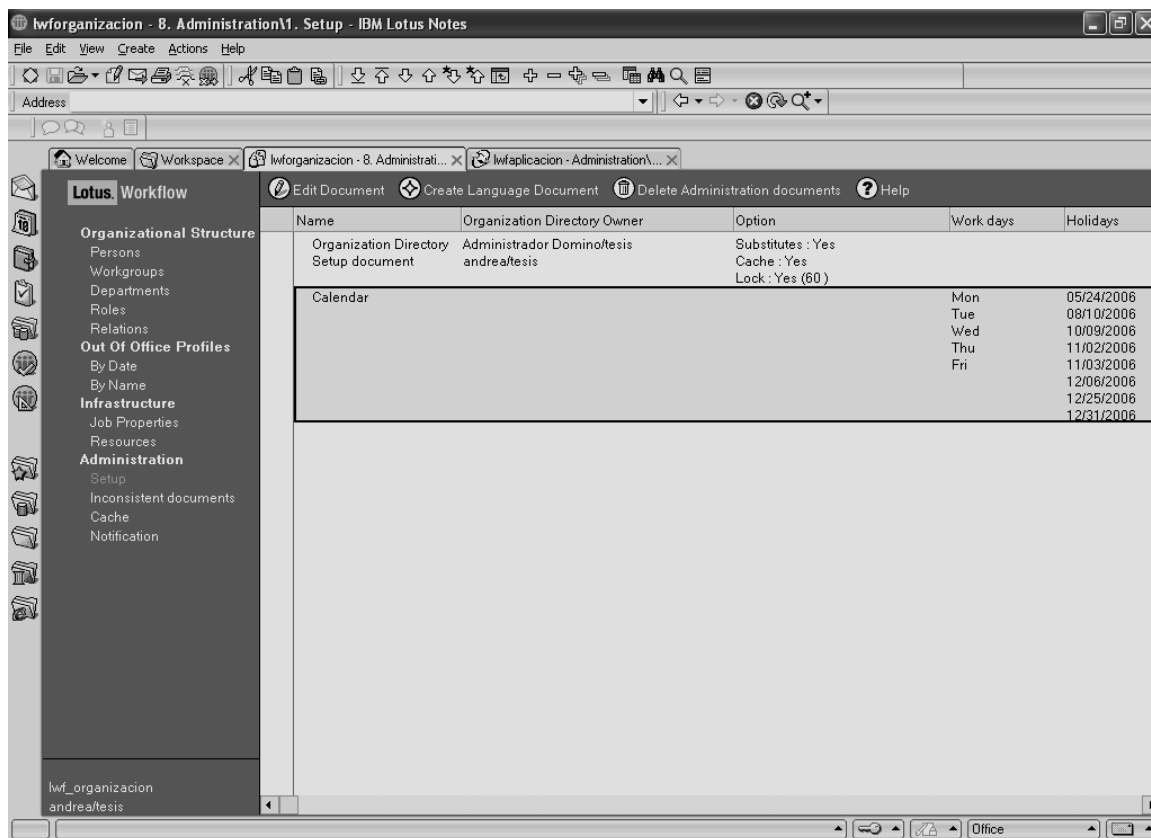 lwforganizacion - 8. Administration\1. Setup - IBM Lotus Notes
File Edit View Create Actions Help
Address
Welcome Workspace lwforganizacion - 8. Administrati... lwfaplicacion - Administration\...
Lotus. Workflow
Edit Document Create Language Document Delete Administration documents ? Help
Organizational Structure
Persons
Workgroups
Departments
Roles
Relations
Out Of Office Profiles
By Date
By Name
Infrastructure
Job Properties
Resources
Administration
Setup
Inconsistent documents
Cache
Notification
lwf_organizacion
andrea/tesis
Name Organization Directory Owner Option Work days Holidays
Organization Directory Administrador Domino/tesis Substitutes : Yes
Setup document andrea/tesis Cache : Yes
Lock : Yes (60 )
Calendar Mon 05/24/2006
Tue 08/10/2006
Wed 10/09/2006
Thu 11/02/2006
Fri 11/03/2006
12/06/2006
12/25/2006
12/31/2006
Office